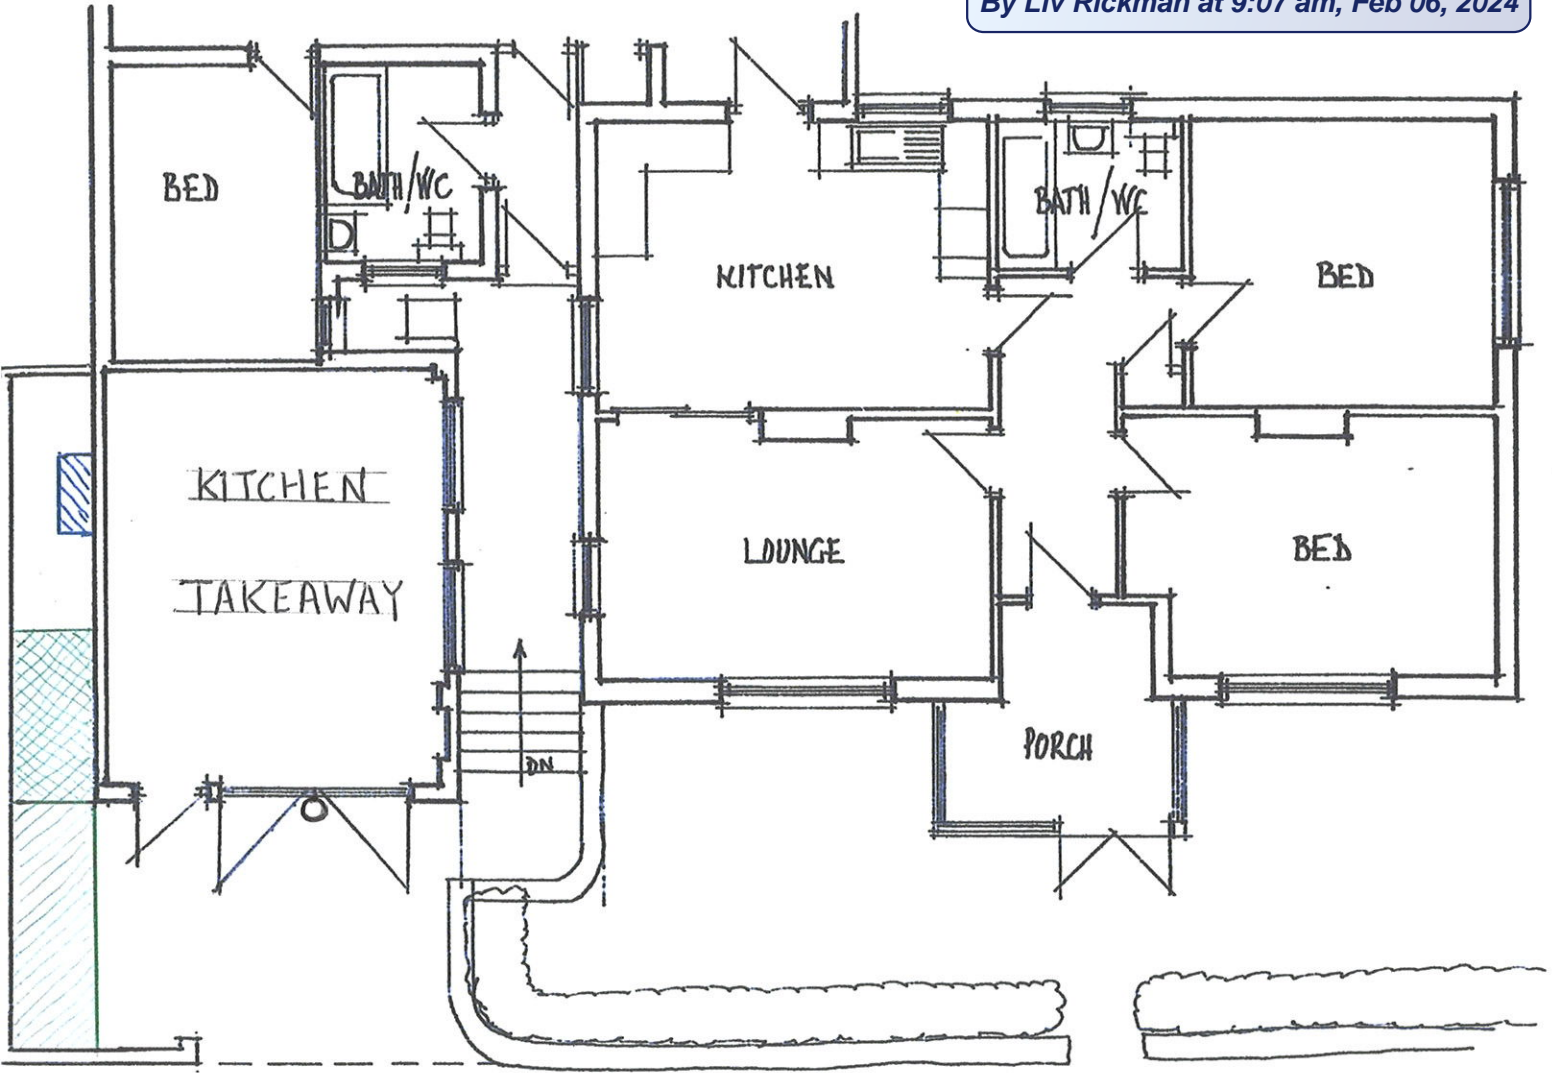 By Liv Rickman at 9:07 am, Feb 06, 2024
BED
BATH/WC
BATH/WC
KITCHEN
BED
KITCHEN
TAKEAWAY
LOUNGE
BED
PORCH
DN